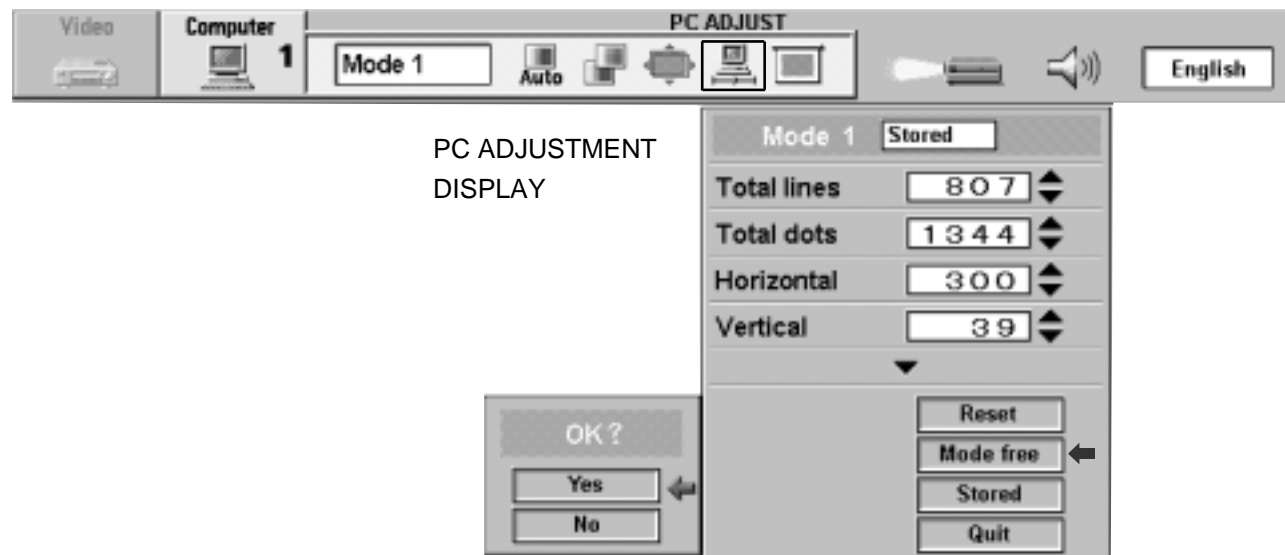 Video
Computer
1
PC ADJUST
Mode 1
Auto
English
PC ADJUSTMENT
DISPLAY
Mode 1 Stored
Total lines 807
Total dots 1344
Horizontal 300
Vertical 39
Reset
Mode free
Stored
Quit
OK?
Yes
No